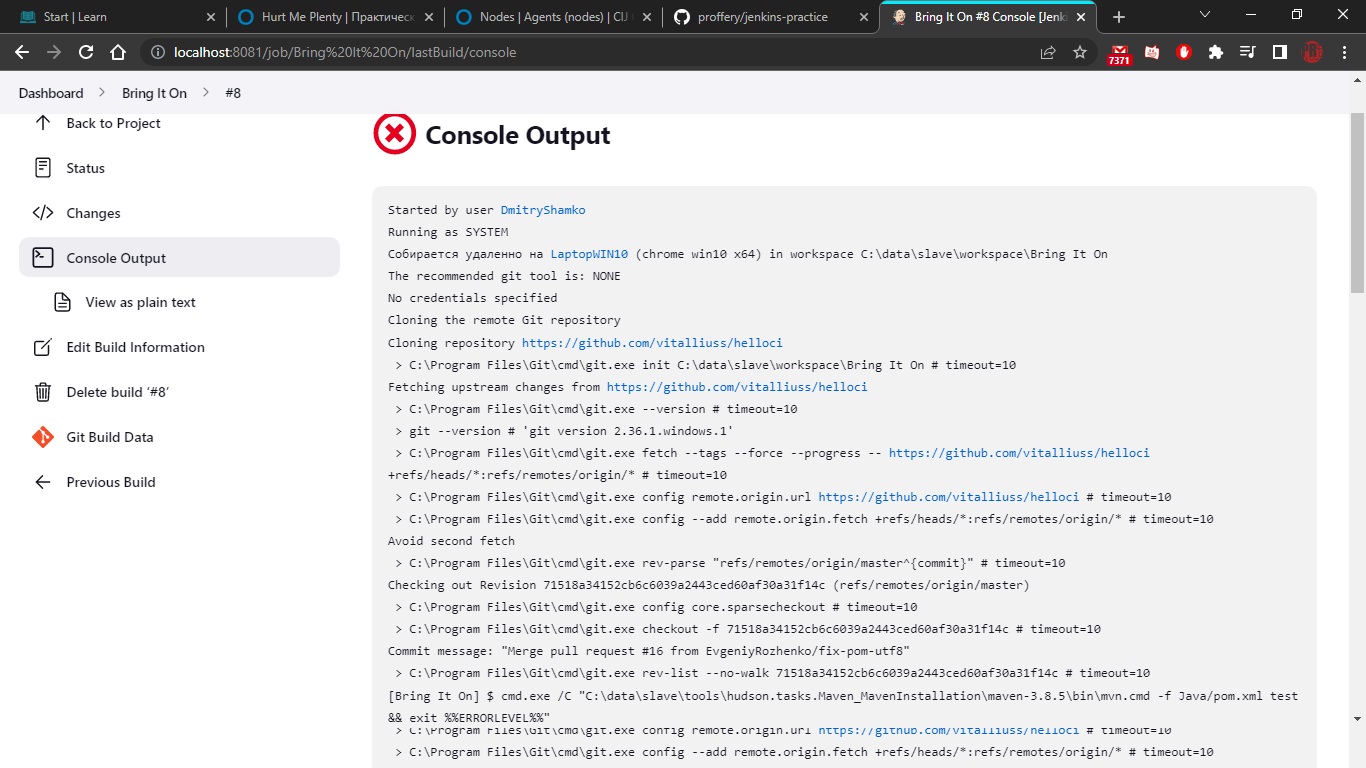 Start | Learn
Hurt Me Plenty | Практическ
Nodes | Agents (nodes) | CI
proffery/jenkins-practice
Bring It On #8 Console [Jenk
localhost:8081/job/Bring%20It%20On/lastBuild/console
7371
Dashboard > Bring It On > #8
Back to Project
Status
Changes
Console Output
View as plain text
Edit Build Information
Delete build ‘#8’
Git Build Data
Previous Build
Console Output
Started by user DmitryShamko
Running as SYSTEM
Собирается удаленно на LaptopWIN10 (chrome win10 x64) in workspace C:\data\slave\workspace\Bring It On
The recommended git tool is: NONE
No credentials specified
Cloning the remote Git repository
Cloning repository https://github.com/vitalliuss/helloci
> C:\Program Files\Git\cmd\git.exe init C:\data\slave\workspace\Bring It On # timeout=10
Fetching upstream changes from https://github.com/vitalliuss/helloci
> C:\Program Files\Git\cmd\git.exe --version # timeout=10
> git --version # 'git version 2.36.1.windows.1'
> C:\Program Files\Git\cmd\git.exe fetch --tags --force --progress -- https://github.com/vitalliuss/helloci
+refs/heads/*:refs/remotes/origin/* # timeout=10
> C:\Program Files\Git\cmd\git.exe config remote.origin.url https://github.com/vitalliuss/helloci # timeout=10
> C:\Program Files\Git\cmd\git.exe config --add remote.origin.fetch +refs/heads/*:refs/remotes/origin/* # timeout=10
Avoid second fetch
> C:\Program Files\Git\cmd\git.exe rev-parse "refs/remotes/origin/master^{commit}" # timeout=10
Checking out Revision 71518a34152cb6c6039a2443ced60af30a31f14c (refs/remotes/origin/master)
> C:\Program Files\Git\cmd\git.exe config core.sparsecheckout # timeout=10
> C:\Program Files\Git\cmd\git.exe checkout -f 71518a34152cb6c6039a2443ced60af30a31f14c # timeout=10
Commit message: "Merge pull request #16 from EvgeniyRozhenko/fix-pom-utf8"
> C:\Program Files\Git\cmd\git.exe rev-list --no-walk 71518a34152cb6c6039a2443ced60af30a31f14c # timeout=10
[Bring It On] $ cmd.exe /C "C:\data\slave\tools\hudson.tasks.Maven_MavenInstallation\maven-3.8.5\bin\mvn.cmd -f Java/pom.xml test
&& exit %%ERRORLEVEL%%"
> C:\Program Files\Git\cmd\git.exe config remote.origin.url https://github.com/vitalliuss/helloci # timeout=10
> C:\Program Files\Git\cmd\git.exe config --add remote.origin.fetch +refs/heads/*:refs/remotes/origin/* # timeout=10